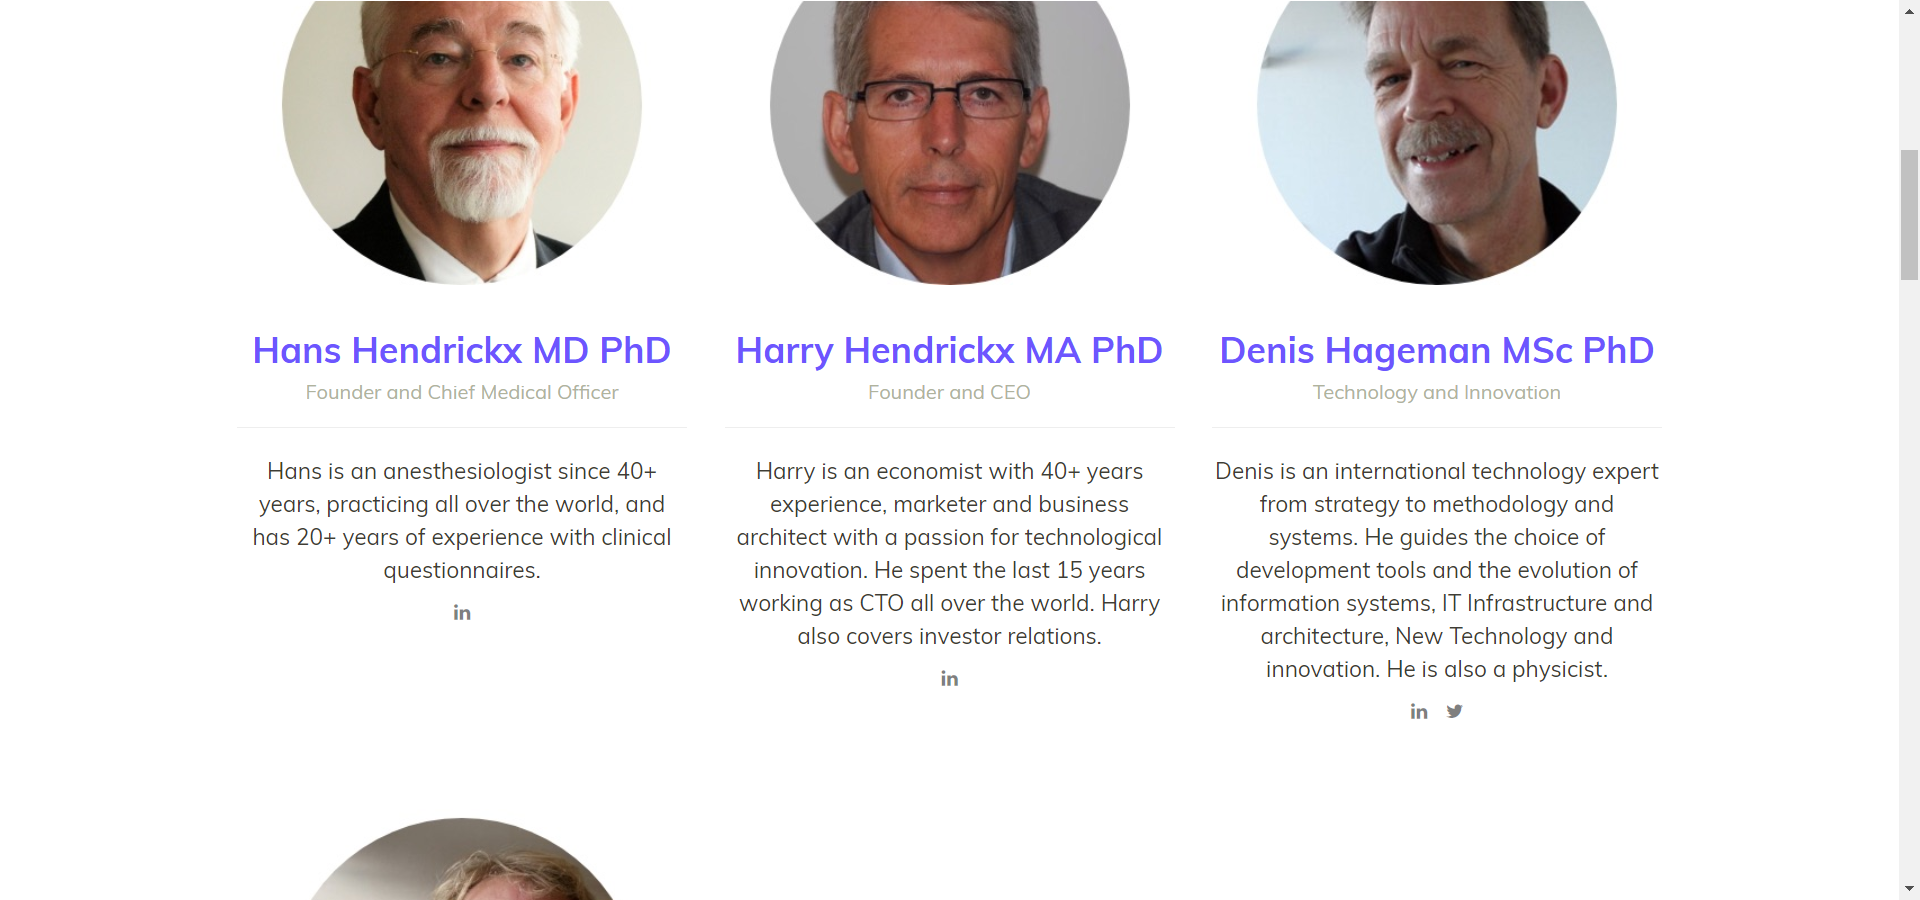 Hans Hendrickx MD PhD
Founder and Chief Medical Officer
Hans is an anesthesiologist since 40+
years, practicing all over the world, and
has 20+ years of experience with clinical
questionnaires.
in
Harry Hendrickx MA PhD
Founder and CEO
Harry is an economist with 40+ years
experience, marketer and business
architect with a passion for technological
innovation. He spent the last 15 years
working as CTO all over the world. Harry
also covers investor relations.
in
Denis Hageman MSc PhD
Technology and Innovation
Denis is an international technology expert
from strategy to methodology and
systems. He guides the choice of
development tools and the evolution of
information systems, IT Infrastructure and
architecture, New Technology and
innovation. He is also a physicist.
in